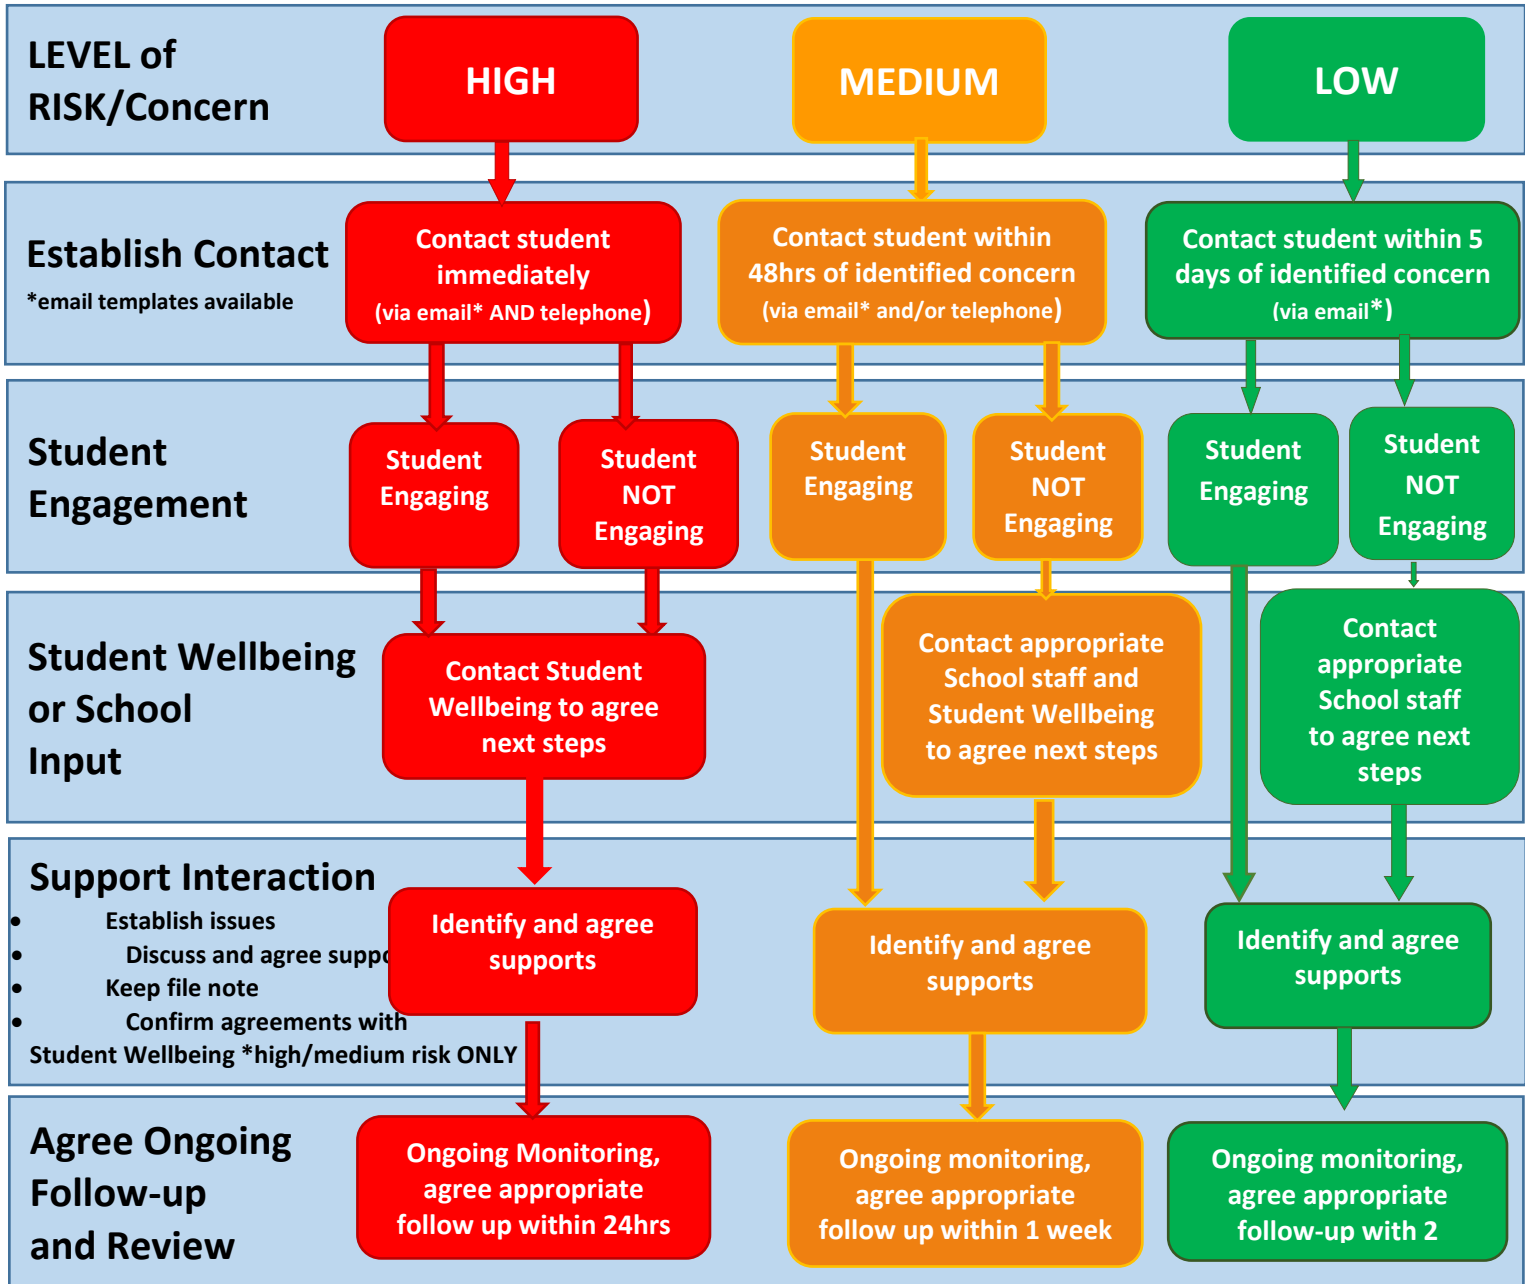 LEVEL of
RISK/Concern
HIGH
MEDIUM
LOW
Establish Contact
*email templates available
Contact student
immediately
(via email* AND telephone)
Contact student within
48hrs of identified concern
(via email* and/or telephone)
Contact student within 5
days of identified concern
(via email*)
Student
Engagement
Student
Engaging
Student
NOT
Engaging
Student
Engaging
Student
NOT
Engaging
Student
Engaging
Student
NOT
Engaging
Student Wellbeing
or School
Input
Contact Student
Wellbeing to agree
next steps
Contact appropriate
School staff and
Student Wellbeing
to agree next steps
Contact
appropriate
School staff
to agree next
steps
Support Interaction
• Establish issues
• Discuss and agree suppo
• Keep file note
• Confirm agreements with
Student Wellbeing *high/medium risk ONLY
Identify and agree
supports
Identify and agree
supports
Identify and agree
supports
Agree Ongoing
Follow-up
and Review
Ongoing Monitoring,
agree appropriate
follow up within 24hrs
Ongoing monitoring,
agree appropriate
follow up within 1 week
Ongoing monitoring,
agree appropriate
follow-up with 2